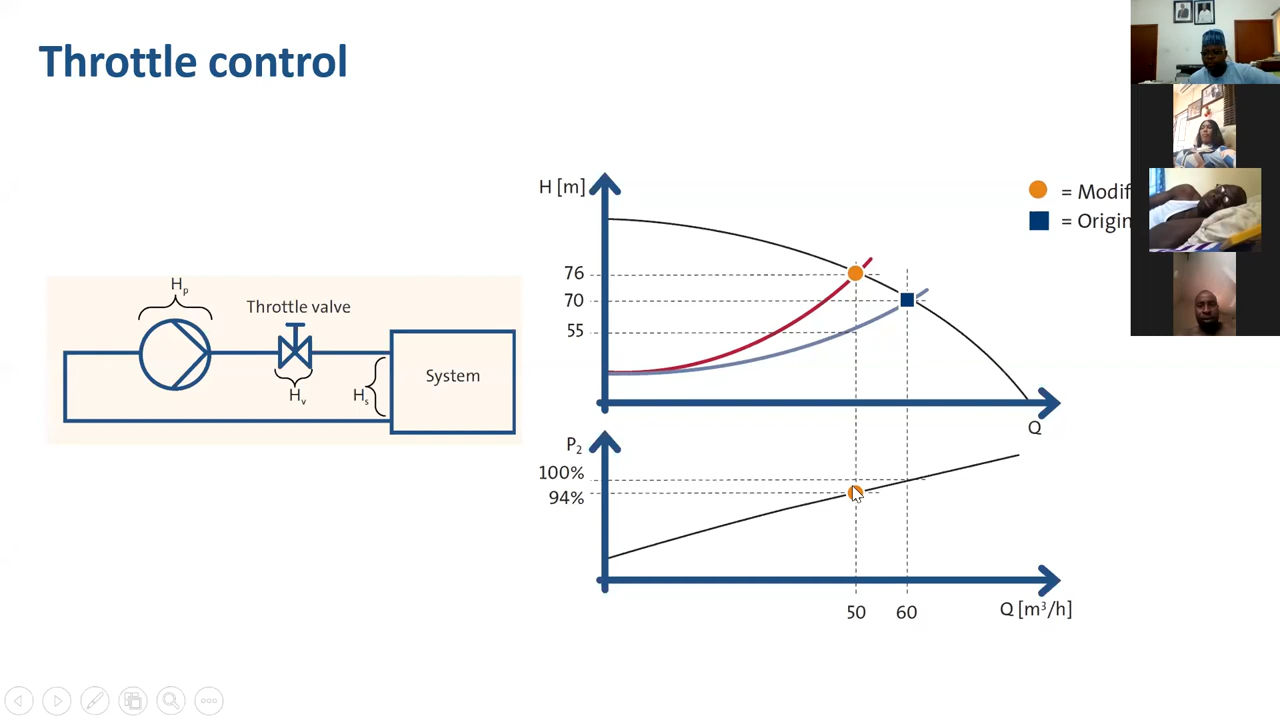 Throttle control
H [m]
= Modif
= Origin
76
70
55
Q
Hp
Throttle valve
Hv
Hs
System
P2
100%
94%
50
60
Q [m³/h]